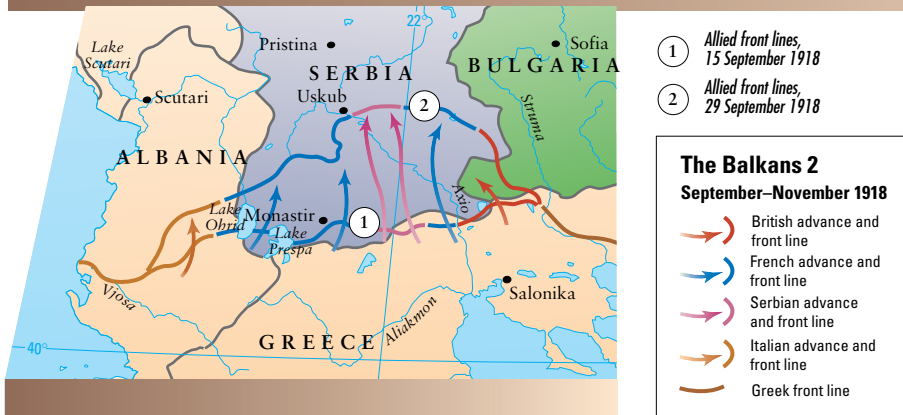 22°
Lake
Scutari
Pristina
Sofia
SERBIA
BULGARIA
Scutari
Uskub
2
Struma
ALBANIA
Axio
Lake
Ohrid
Monastir
1
Lake
Prespa
Vjosa
Salonika
GREECE
Aliakmon
40°
1
Allied front lines,
15 September 1918
2
Allied front lines,
29 September 1918
The Balkans 2
September–November 1918
British advance and
front line
French advance and
front line
Serbian advance
and front line
Italian advance and
front line
Greek front line